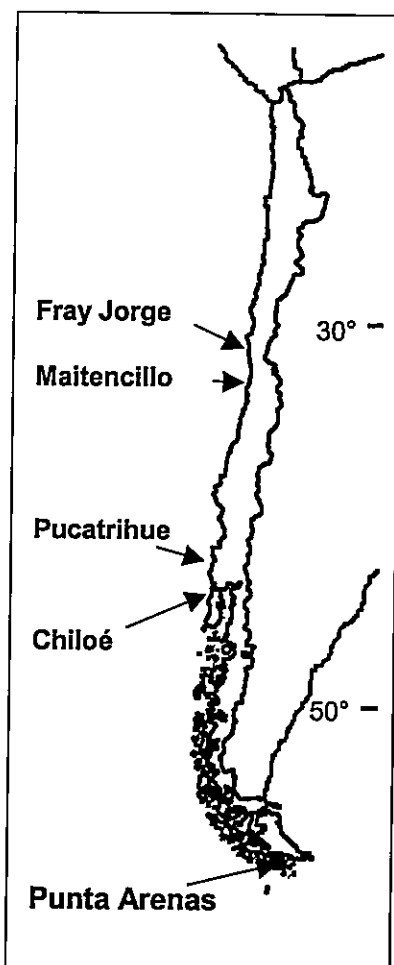 Fray Jorge
30° –
Maitencillo
Pucatrihue
Chiloé
50° –
Punta Arenas